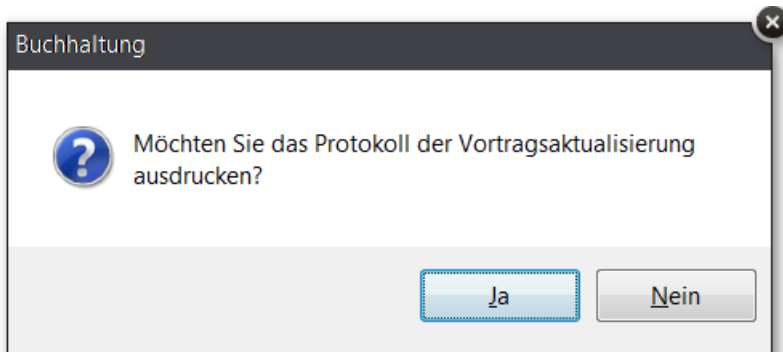 Buchhaltung
Möchten Sie das Protokoll der Vortragsaktualisierung
ausdrucken?
Ja
Nein